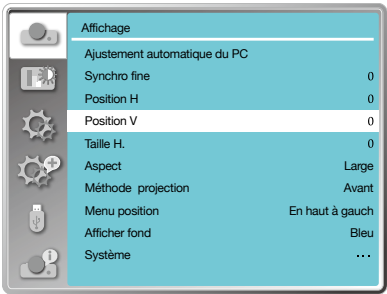 Affichage
Ajustement automatique du PC
Synchro fine 0
Position H 0
Position V 0
Taille H. 0
Aspect Large
Méthode projection Avant
Menu position En haut à gauch
Afficher fond Bleu
Système ...